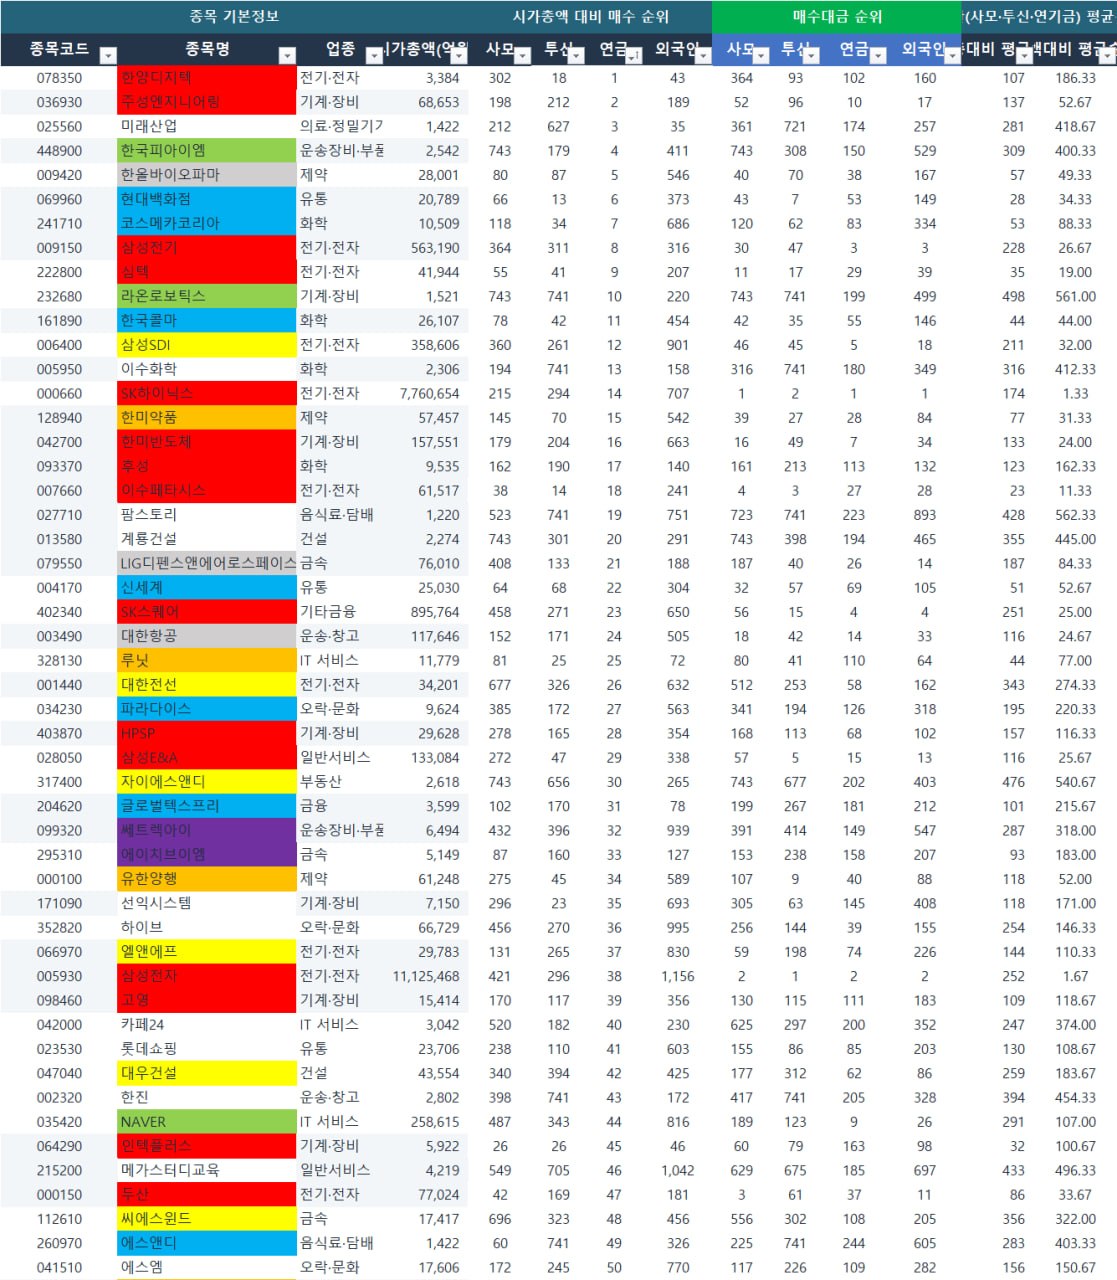 종목 기본정보 시가총액 대비 매수 순위 매수대금 순위 (사모·투신·연기금) 평균
종목코드 종목명 업종 시가총액(억원 사모 투신 연금 외국인 사모 투신 연금 외국인 총대비 평균 대비 평균
078350 한양디지텍 전기·전자 3,384 302 18 1 43 364 93 102 160 107 186.33
036930 주성엔지니어링 기계·장비 68,653 198 212 2 189 52 96 10 17 137 52.67
025560 미래산업 의료·정밀기기 1,422 212 627 3 35 361 721 174 257 281 418.67
448900 한국피아이엠 운송장비·부품 2,542 743 179 4 411 743 308 150 529 309 400.33
009420 한올바이오파마 제약 28,001 80 87 5 546 40 70 38 167 57 49.33
069960 현대백화점 유통 20,789 66 13 6 373 43 7 53 149 28 34.33
241710 코스메카코리아 화학 10,509 118 34 7 686 120 62 83 334 53 88.33
009150 삼성전기 전기·전자 563,190 364 311 8 316 30 47 3 3 228 26.67
222800 심텍 전기·전자 41,944 55 41 9 207 11 17 29 39 35 19.00
232680 라온로보틱스 기계·장비 1,521 743 741 10 220 743 741 199 499 498 561.00
161890 한국콜마 화학 26,107 78 42 11 454 42 35 55 146 44 44.00
006400 삼성SDI 전기·전자 358,606 360 261 12 901 46 45 5 18 211 32.00
005950 이수화학 화학 2,306 194 741 13 158 316 741 180 349 316 412.33
000660 SK하이닉스 전기·전자 7,760,654 215 294 14 707 1 2 1 1 174 1.33
128940 한미약품 제약 57,457 145 70 15 542 39 27 28 84 77 31.33
042700 한미반도체 기계·장비 157,551 179 204 16 663 16 49 7 34 133 24.00
093370 후성 화학 9,535 162 190 17 140 161 213 113 132 123 162.33
007660 이수페타시스 전기·전자 61,517 38 14 18 241 4 3 27 28 23 11.33
027710 팜스토리 음식료·담배 1,220 523 741 19 751 723 741 223 893 428 562.33
013580 계룡건설 건설 2,274 743 301 20 291 743 398 194 465 355 445.00
079550 LIG디펜스앤에어로스페이스 금속 76,010 408 133 21 188 187 40 26 14 187 84.33
004170 신세계 유통 25,030 64 68 22 304 32 57 69 105 51 52.67
402340 SK스퀘어 기타금융 895,764 458 271 23 650 56 15 4 4 251 25.00
003490 대한항공 운송·창고 117,646 152 171 24 505 18 42 14 33 116 24.67
328130 루닛 IT 서비스 11,779 81 25 25 72 80 41 110 64 44 77.00
001440 대한전선 전기·전자 34,201 677 326 26 632 512 253 58 162 343 274.33
034230 파라다이스 오락·문화 9,624 385 172 27 563 341 194 126 318 195 220.33
403870 HPSP 기계·장비 29,628 278 165 28 354 168 113 68 102 157 116.33
028050 삼성E&A 일반서비스 133,084 272 47 29 338 57 5 15 13 116 25.67
317400 자이에스앤디 부동산 2,618 743 656 30 265 743 677 202 403 476 540.67
204620 글로벌텍스프리 금융 3,599 102 170 31 78 199 267 181 212 101 215.67
099320 쎄트렉아이 운송장비·부품 6,494 432 396 32 939 391 414 149 547 287 318.00
295310 에이치브이엠 금속 5,149 87 160 33 127 153 238 158 207 93 183.00
000100 유한양행 제약 61,248 275 45 34 589 107 9 40 88 118 52.00
171090 선익시스템 기계·장비 7,150 296 23 35 693 305 63 145 408 118 171.00
352820 하이브 오락·문화 66,729 456 270 36 995 256 144 39 155 254 146.33
066970 엘앤에프 전기·전자 29,783 131 265 37 830 59 198 74 226 144 110.33
005930 삼성전자 전기·전자 11,125,468 421 296 38 1,156 2 1 2 2 252 1.67
098460 고영 기계·장비 15,414 170 117 39 356 130 115 111 183 109 118.67
042000 카페24 IT 서비스 3,042 520 182 40 230 625 297 200 352 247 374.00
023530 롯데쇼핑 유통 23,706 238 110 41 603 155 86 85 203 130 108.67
047040 대우건설 건설 43,554 340 394 42 425 177 312 62 86 259 183.67
002320 한진 운송·창고 2,802 398 741 43 172 417 741 205 328 394 454.33
035420 NAVER IT 서비스 258,615 487 343 44 816 189 123 9 26 291 107.00
064290 인텍플러스 기계·장비 5,922 26 26 45 46 60 79 163 98 32 100.67
215200 메가스터디교육 일반서비스 4,219 549 705 46 1,042 629 675 185 697 433 496.33
000150 두산 전기·전자 77,024 42 169 47 181 3 61 37 11 86 33.67
112610 씨에스윈드 금속 17,417 696 323 48 456 556 302 108 205 356 322.00
260970 에스앤디 음식료·담배 1,422 60 741 49 326 225 741 244 605 283 403.33
041510 에스엠 오락·문화 17,606 172 245 50 770 117 226 109 282 156 150.67